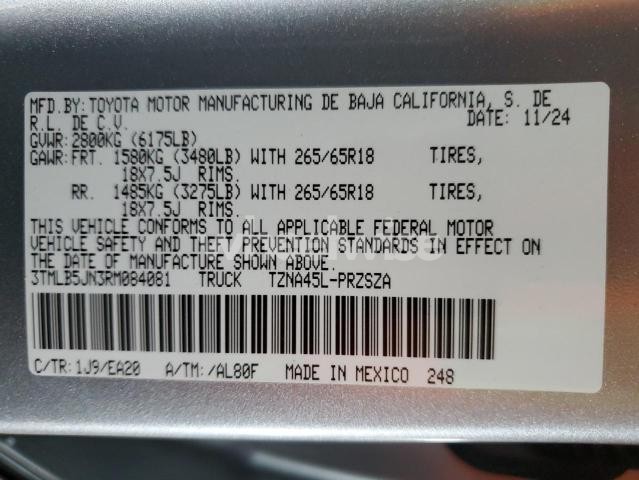 MFD.BY:TOYOTA MOTOR MANUFACTURING DE BAJA CALIFORNIA, S. DE
R.L. DE C.V. DATE: 11/24
GVWR:2800KG (6175LB)
GAWR:FRT. 1580KG (3480LB) WITH 265/65R18 TIRES,
18X7.5J RIMS.
RR. 1485KG (3275LB) WITH 265/65R18 TIRES,
18X7.5J RIMS.
THIS VEHICLE CONFORMS TO ALL APPLICABLE FEDERAL MOTOR
VEHICLE SAFETY AND THEFT PREVENTION STANDARDS IN EFFECT ON
THE DATE OF MANUFACTURE SHOWN ABOVE.
3TMLB5JN3RM084081 TRUCK TZNA45L-PRZSZA
C/TR:1J9/EA20 A/TM:/AL80F MADE IN MEXICO 248